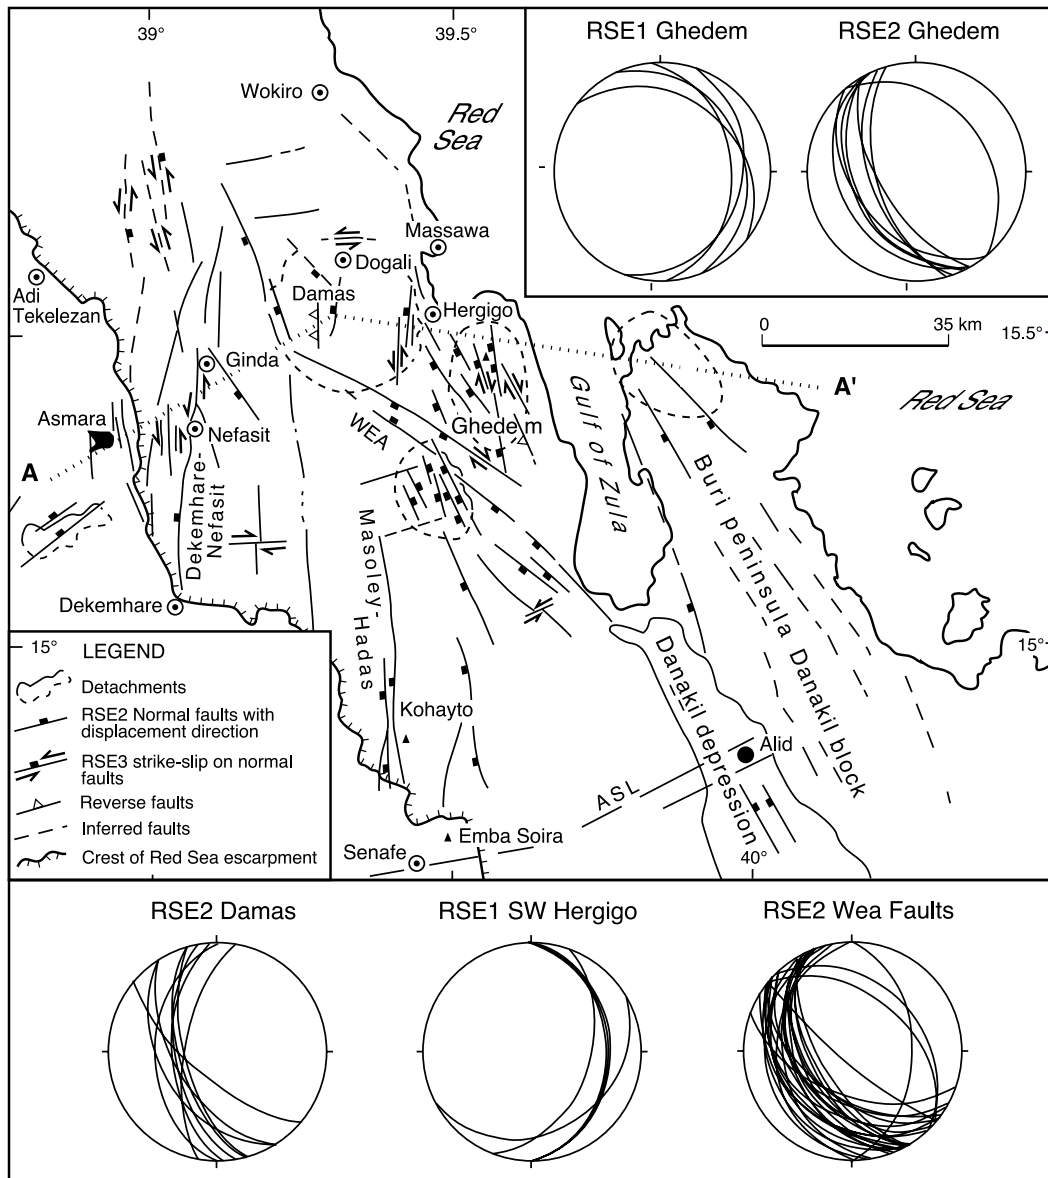 39°
39.5°
RSE1 Ghedem
RSE2 Ghedem
Wokiro
Red
Sea
Massawa
Dogali
Adi
Tekelezan
Damas
Hergigo
0 35 km
15.5°
Ginda
A'
Asmara
WEA
Ghede m
Gulf of Zula
Red Sea
Nefasit
A
Dekemhare-
Nefasit
Masoley Hadas
Buri peninsula Danakil block
Dekemhare
15°
LEGEND
15°
Detachments
RSE2 Normal faults with
displacement direction
RSE3 strike-slip on normal
faults
Reverse faults
Inferred faults
Crest of Red Sea escarpment
Danakil depression
Kohayto
Alid
ASL
Emba Soira
Senafe
40°
RSE2 Damas
RSE1 SW Hergigo
RSE2 Wea Faults